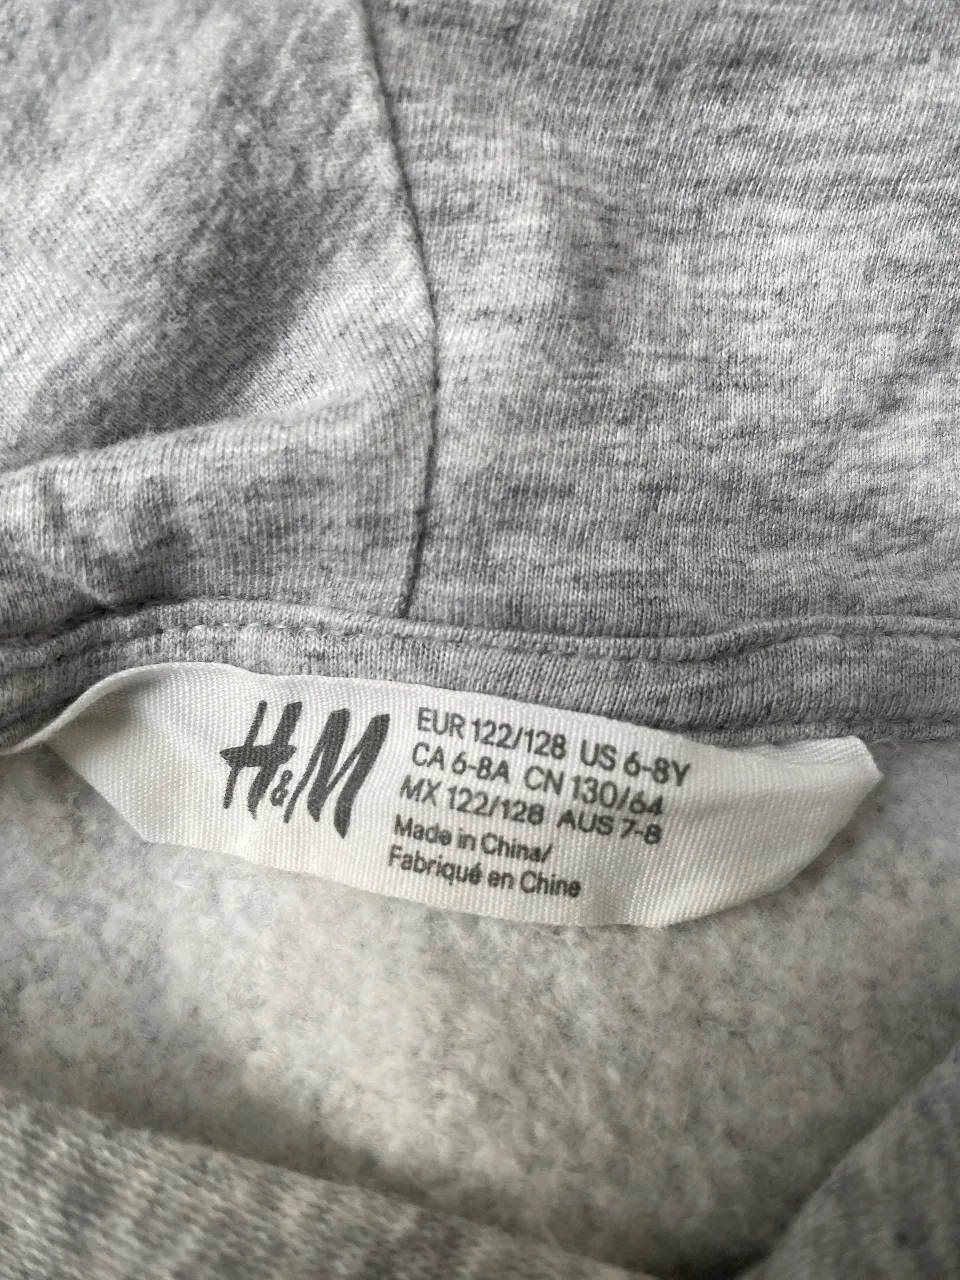 H&M
EUR 122/128 US 6-8Y
CA 6-8A CN 130/64
MX 122/128 AUS 7-8
Made in China/
Fabriqué en Chine